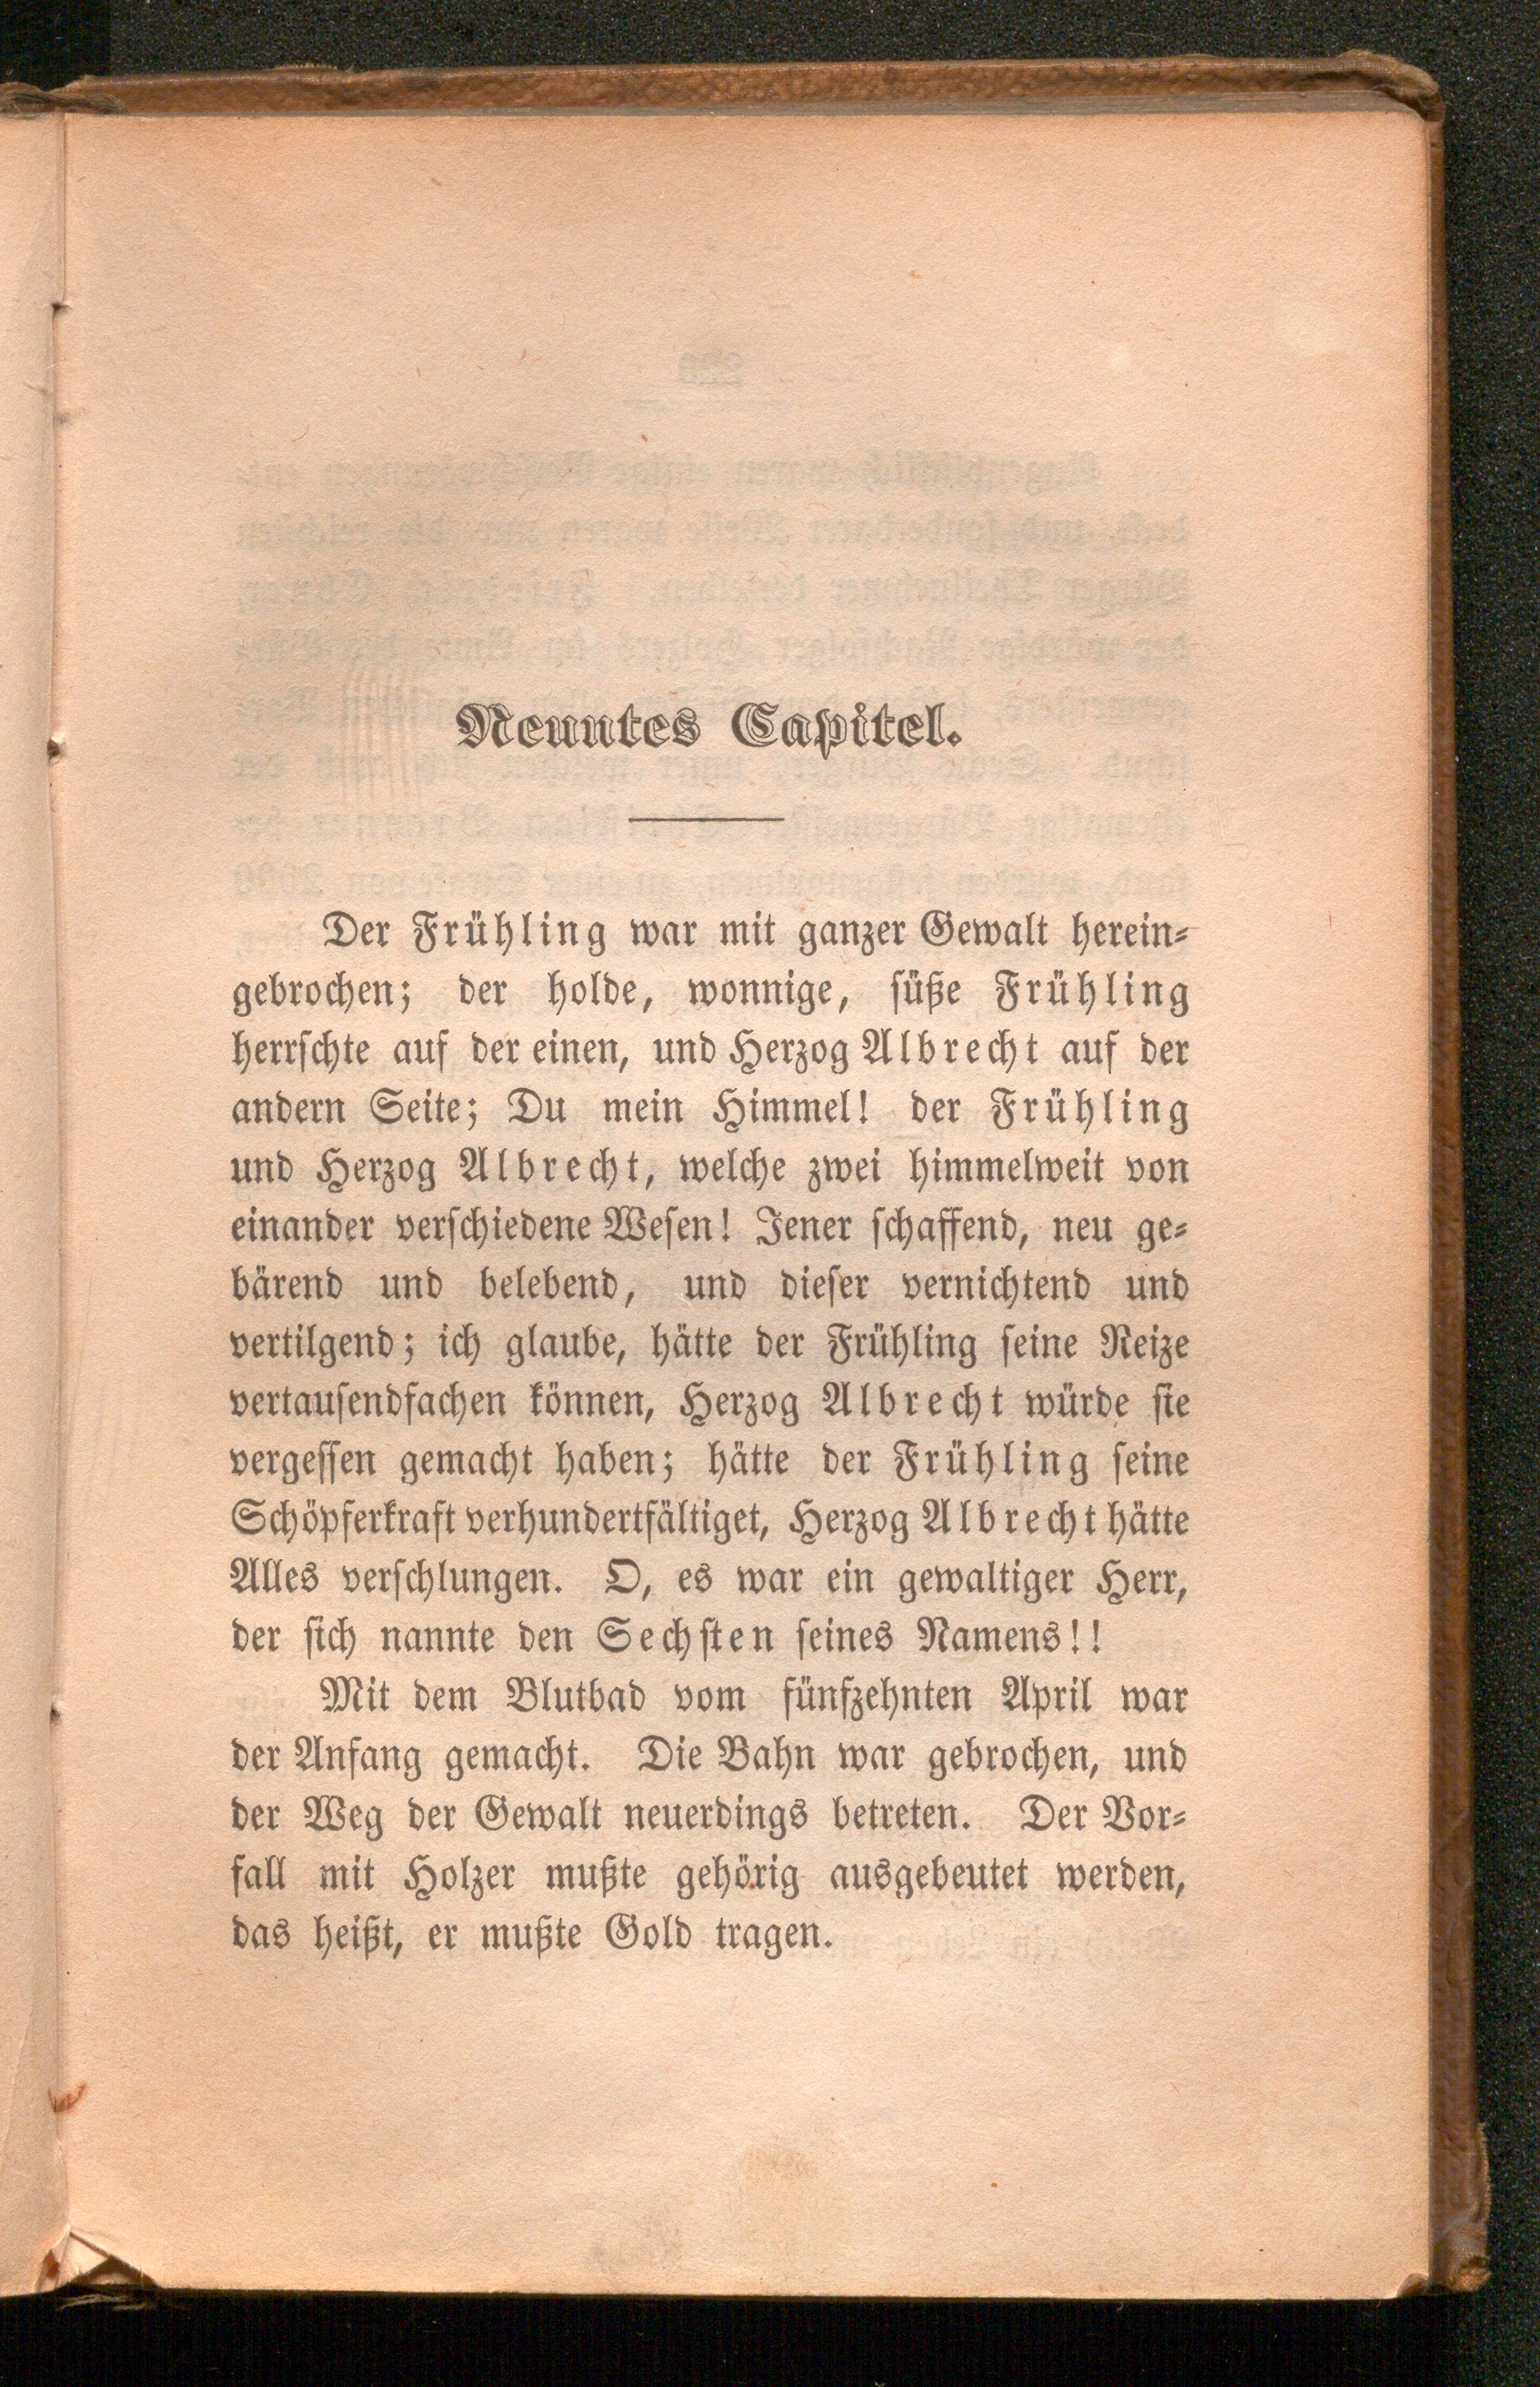 Neuntes Capitel.
Der Frühling war mit ganzer Gewalt herein-
gebrochen; der holde, wonnige, süße Frühling
herrschte auf der einen, und Herzog Albrecht auf der
andern Seite; Du mein Himmel! der Frühling
und Herzog Albrecht, welche zwei himmelweit von
einander verschiedene Wesen! Jener schaffend, neu ge-
bärend und belebend, und dieser vernichtend und
vertilgend; ich glaube, hätte der Frühling seine Reize
vertausendfachen können, Herzog Albrecht würde sie
vergessen gemacht haben; hätte der Frühling seine
Schöpferkraft verhundertfältiget, Herzog Albrecht hätte
Alles verschlungen. O, es war ein gewaltiger Herr,
der sich nannte den Sechsten seines Namens!!
Mit dem Blutbad vom fünfzehnten April war
der Anfang gemacht. Die Bahn war gebrochen, und
der Weg der Gewalt neuerdings betreten. Der Vor-
fall mit Holzer mußte gehörig ausgebeutet werden,
das heißt, er mußte Gold tragen.